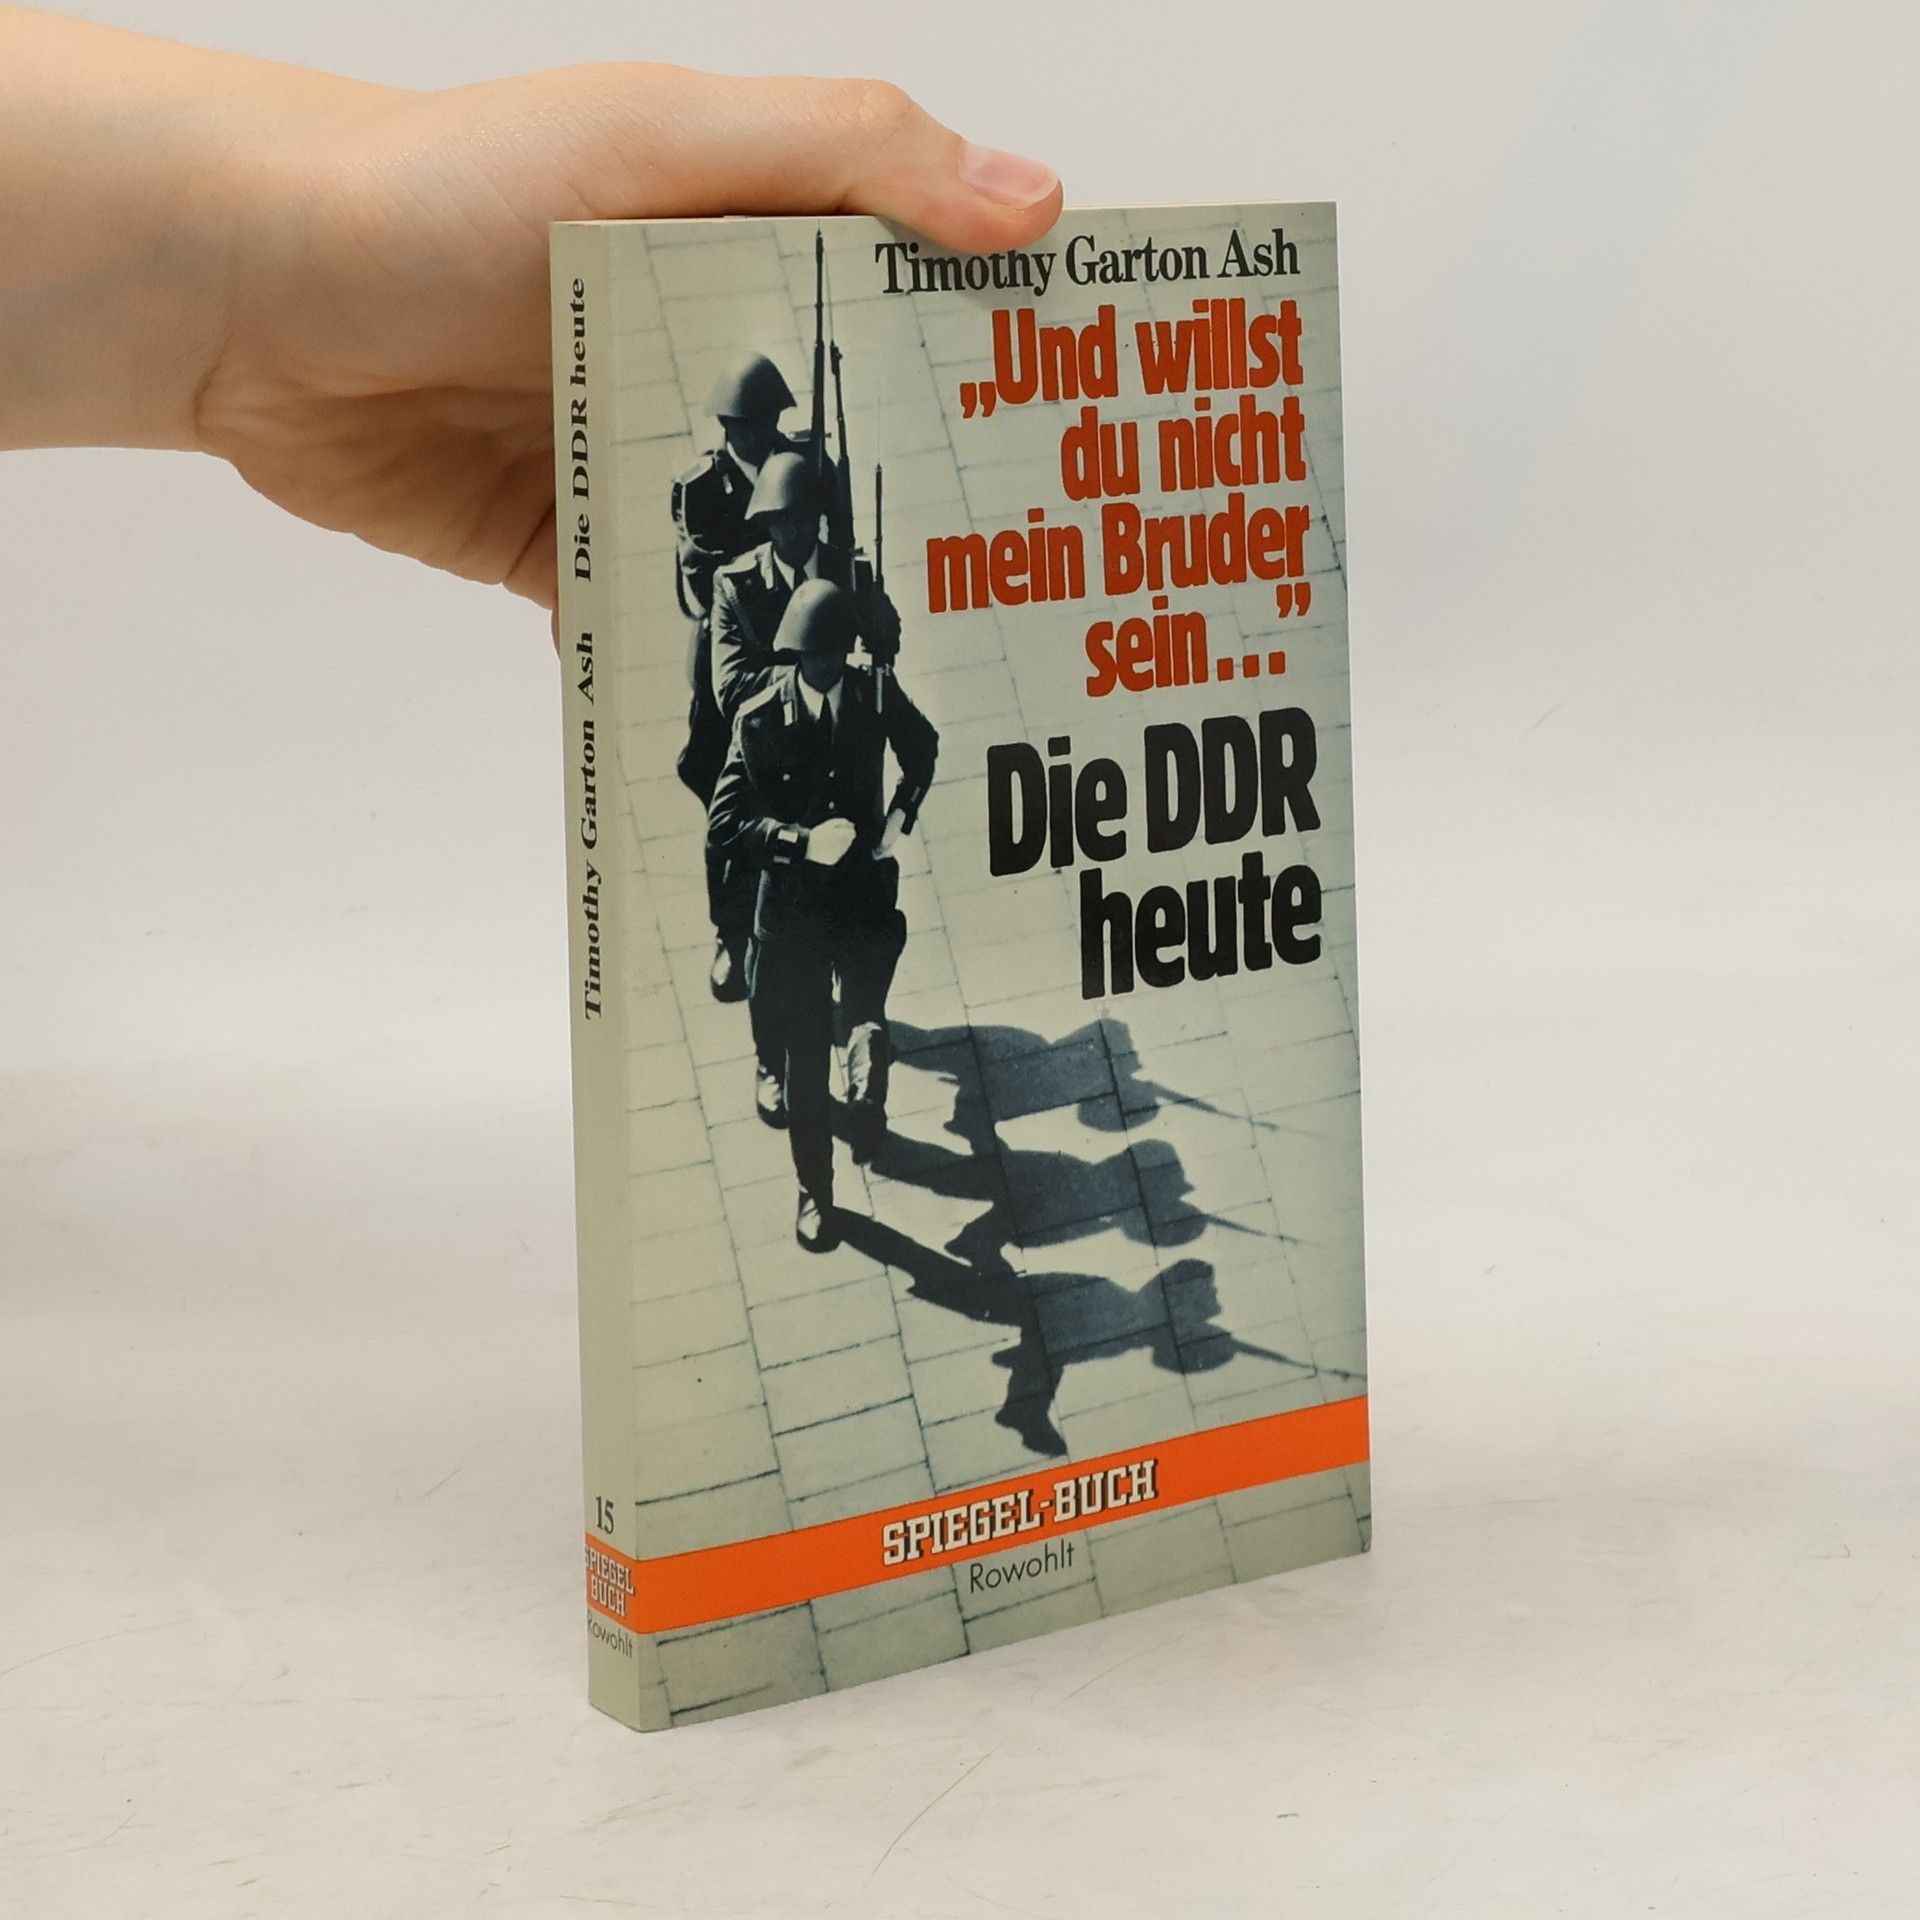 Timothy Garton Ash
„Und willst
du nicht
mein Bruder
sein...”
Die DDR
heute
SPIEGEL-BUCH
Rowohlt
Timothy Garton Ash Die DDR heute
15
SPIEGEL
BUCH
Rowohlt